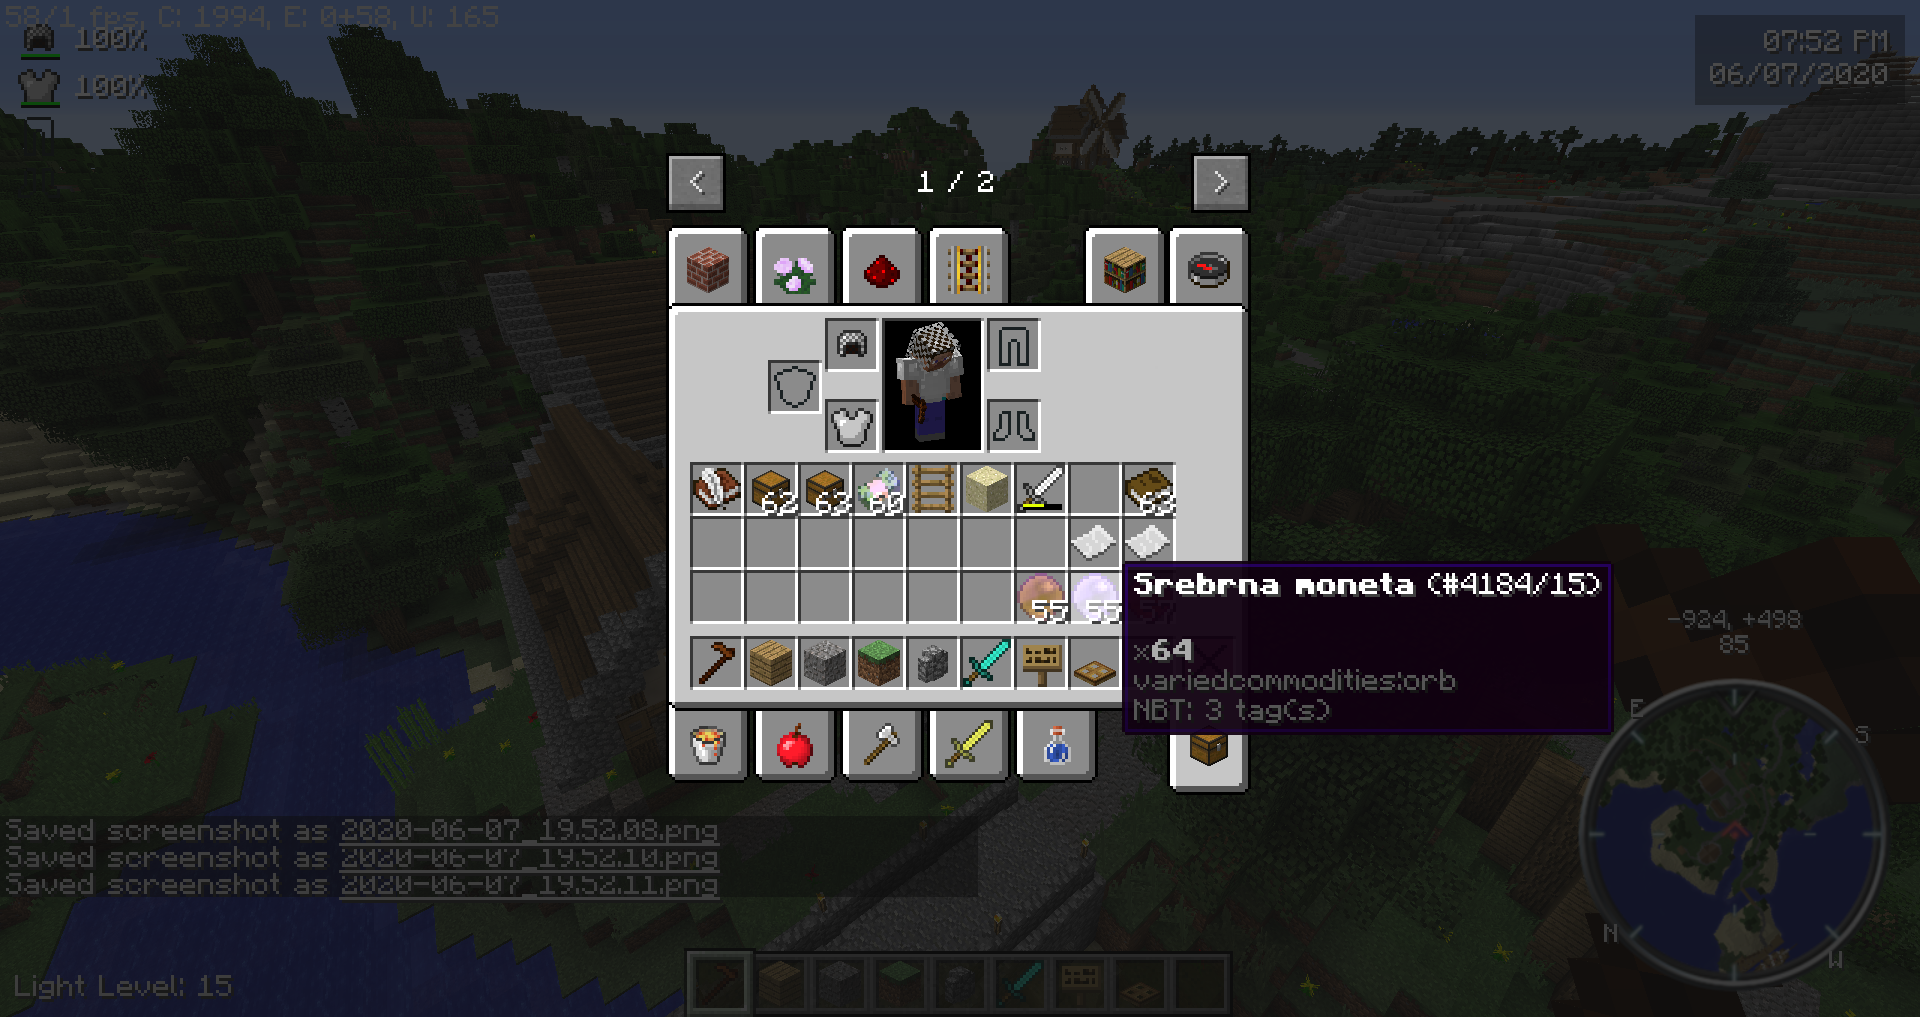 58/1 fps, C: 1994, E: 0+58, U: 165
100%
100%
07:52 PM
06/07/2020
<
1 / 2
>
62
63
60
63
55
56
57
Srebrna moneta (#4184/15)
x64
variedcommodities:orb
NBT: 3 tag(s)
-924, +498
85
E
S
N
W
Saved screenshot as 2020-06-07_19.52.08.png
Saved screenshot as 2020-06-07_19.52.10.png
Saved screenshot as 2020-06-07_19.52.11.png
Light Level: 15